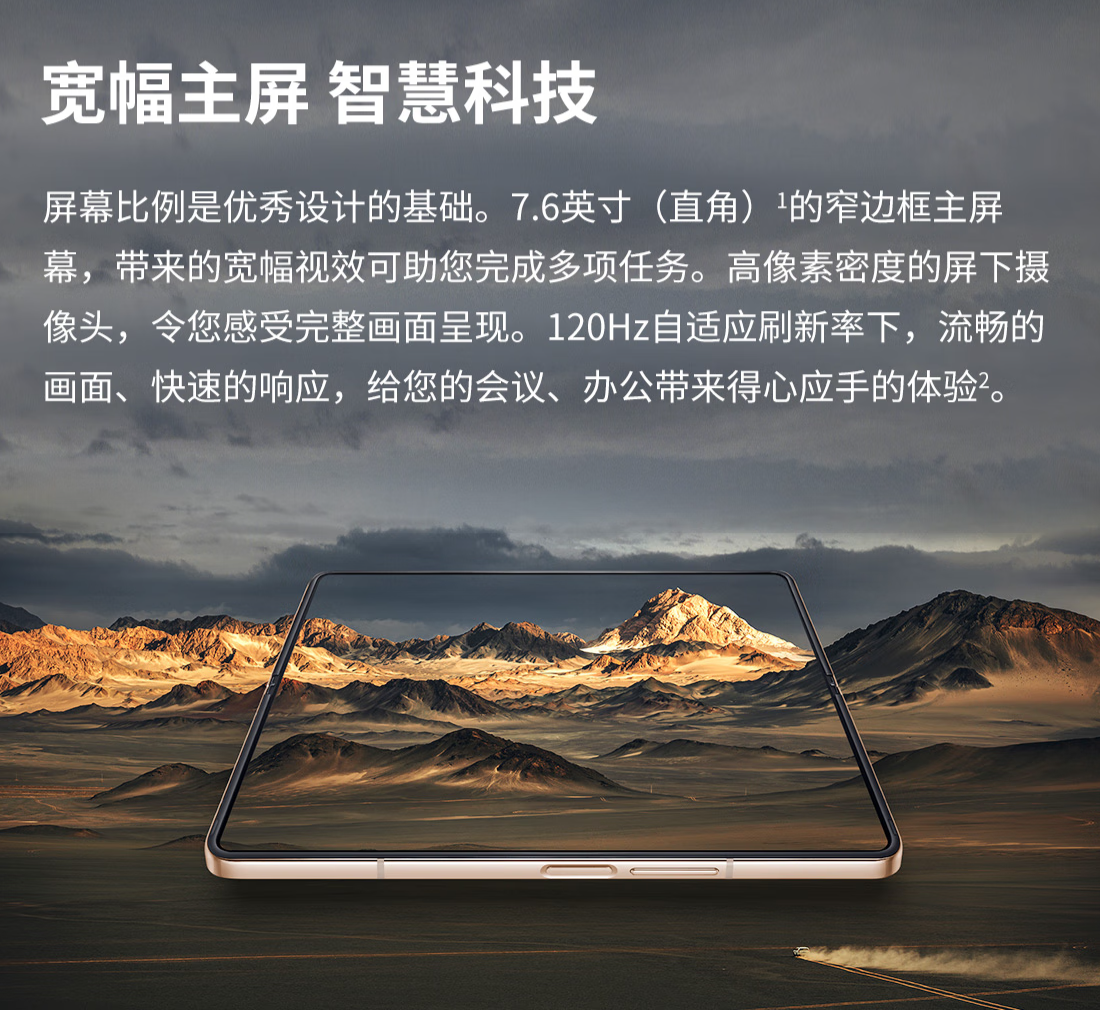 宽幅主屏 智慧科技
屏幕比例是优秀设计的基础。7.6英寸（直角）¹的窄边框主屏
幕，带来的宽幅视效可助您完成多项任务。高像素密度的屏下摄
像头，令您感受完整画面呈现。120Hz自适应刷新率下，流畅的
画面、快速的响应，给您的会议、办公带来得心应手的体验²。